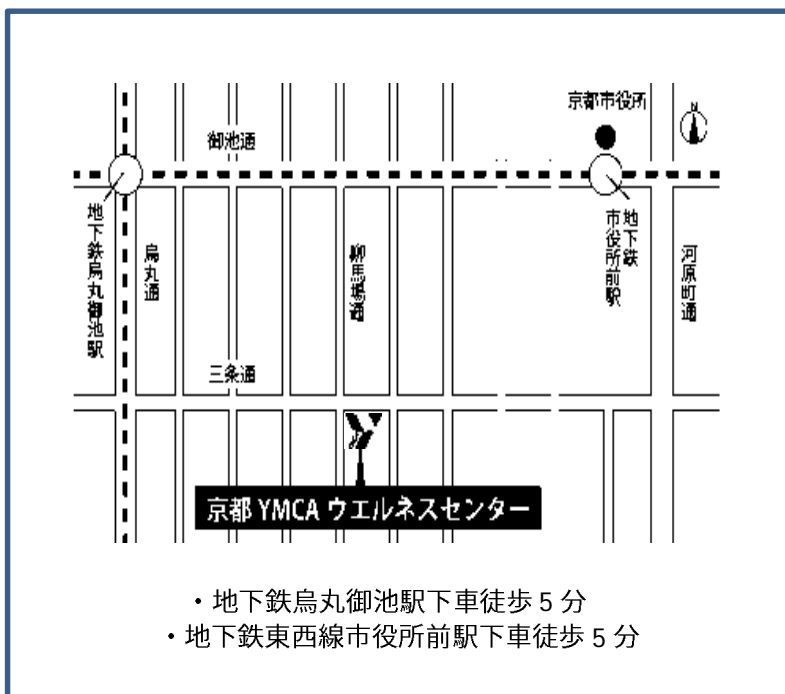 京都市役所
N
御池通
地下鉄烏丸御池駅
烏丸通
柳馬場通
地下鉄
市役所前駅
河原町通
三条通
京都 YMCA ウエルネスセンター
・地下鉄烏丸御池駅下車徒歩 5 分
・地下鉄東西線市役所前駅下車徒歩 5 分